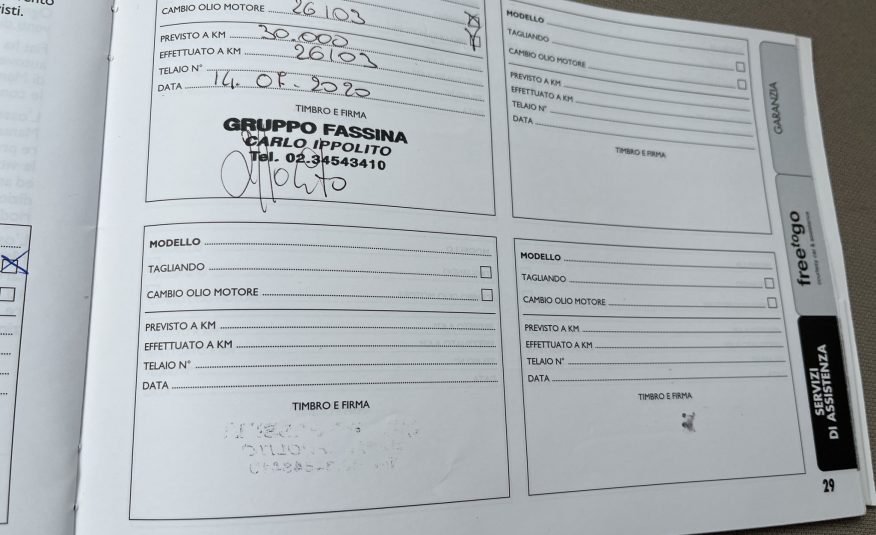 isti.
CAMBIO OLIO MOTORE 26103
PREVISTO A KM 30.000
EFFETTUATO A KM 26103
TELAIO N°
DATA 14. 07. 2020
TIMBRO E FIRMA
GRUPPO FASSINA
CARLO IPPOLITO
Tel. 02.34543410
MODELLO
TAGLIANDO
CAMBIO OLIO MOTORE
PREVISTO A KM
EFFETTUATO A KM
TELAIO N°
DATA
TIMBRO E FIRMA
MODELLO
TAGLIANDO
CAMBIO OLIO MOTORE
PREVISTO A KM
EFFETTUATO A KM
TELAIO N°
DATA
TIMBRO E FIRMA
MODELLO
TAGLIANDO
CAMBIO OLIO MOTORE
PREVISTO A KM
EFFETTUATO A KM
TELAIO N°
DATA
TIMBRO E FIRMA
GARANZIA
freetogo
SERVIZI
DI ASSISTENZA
29